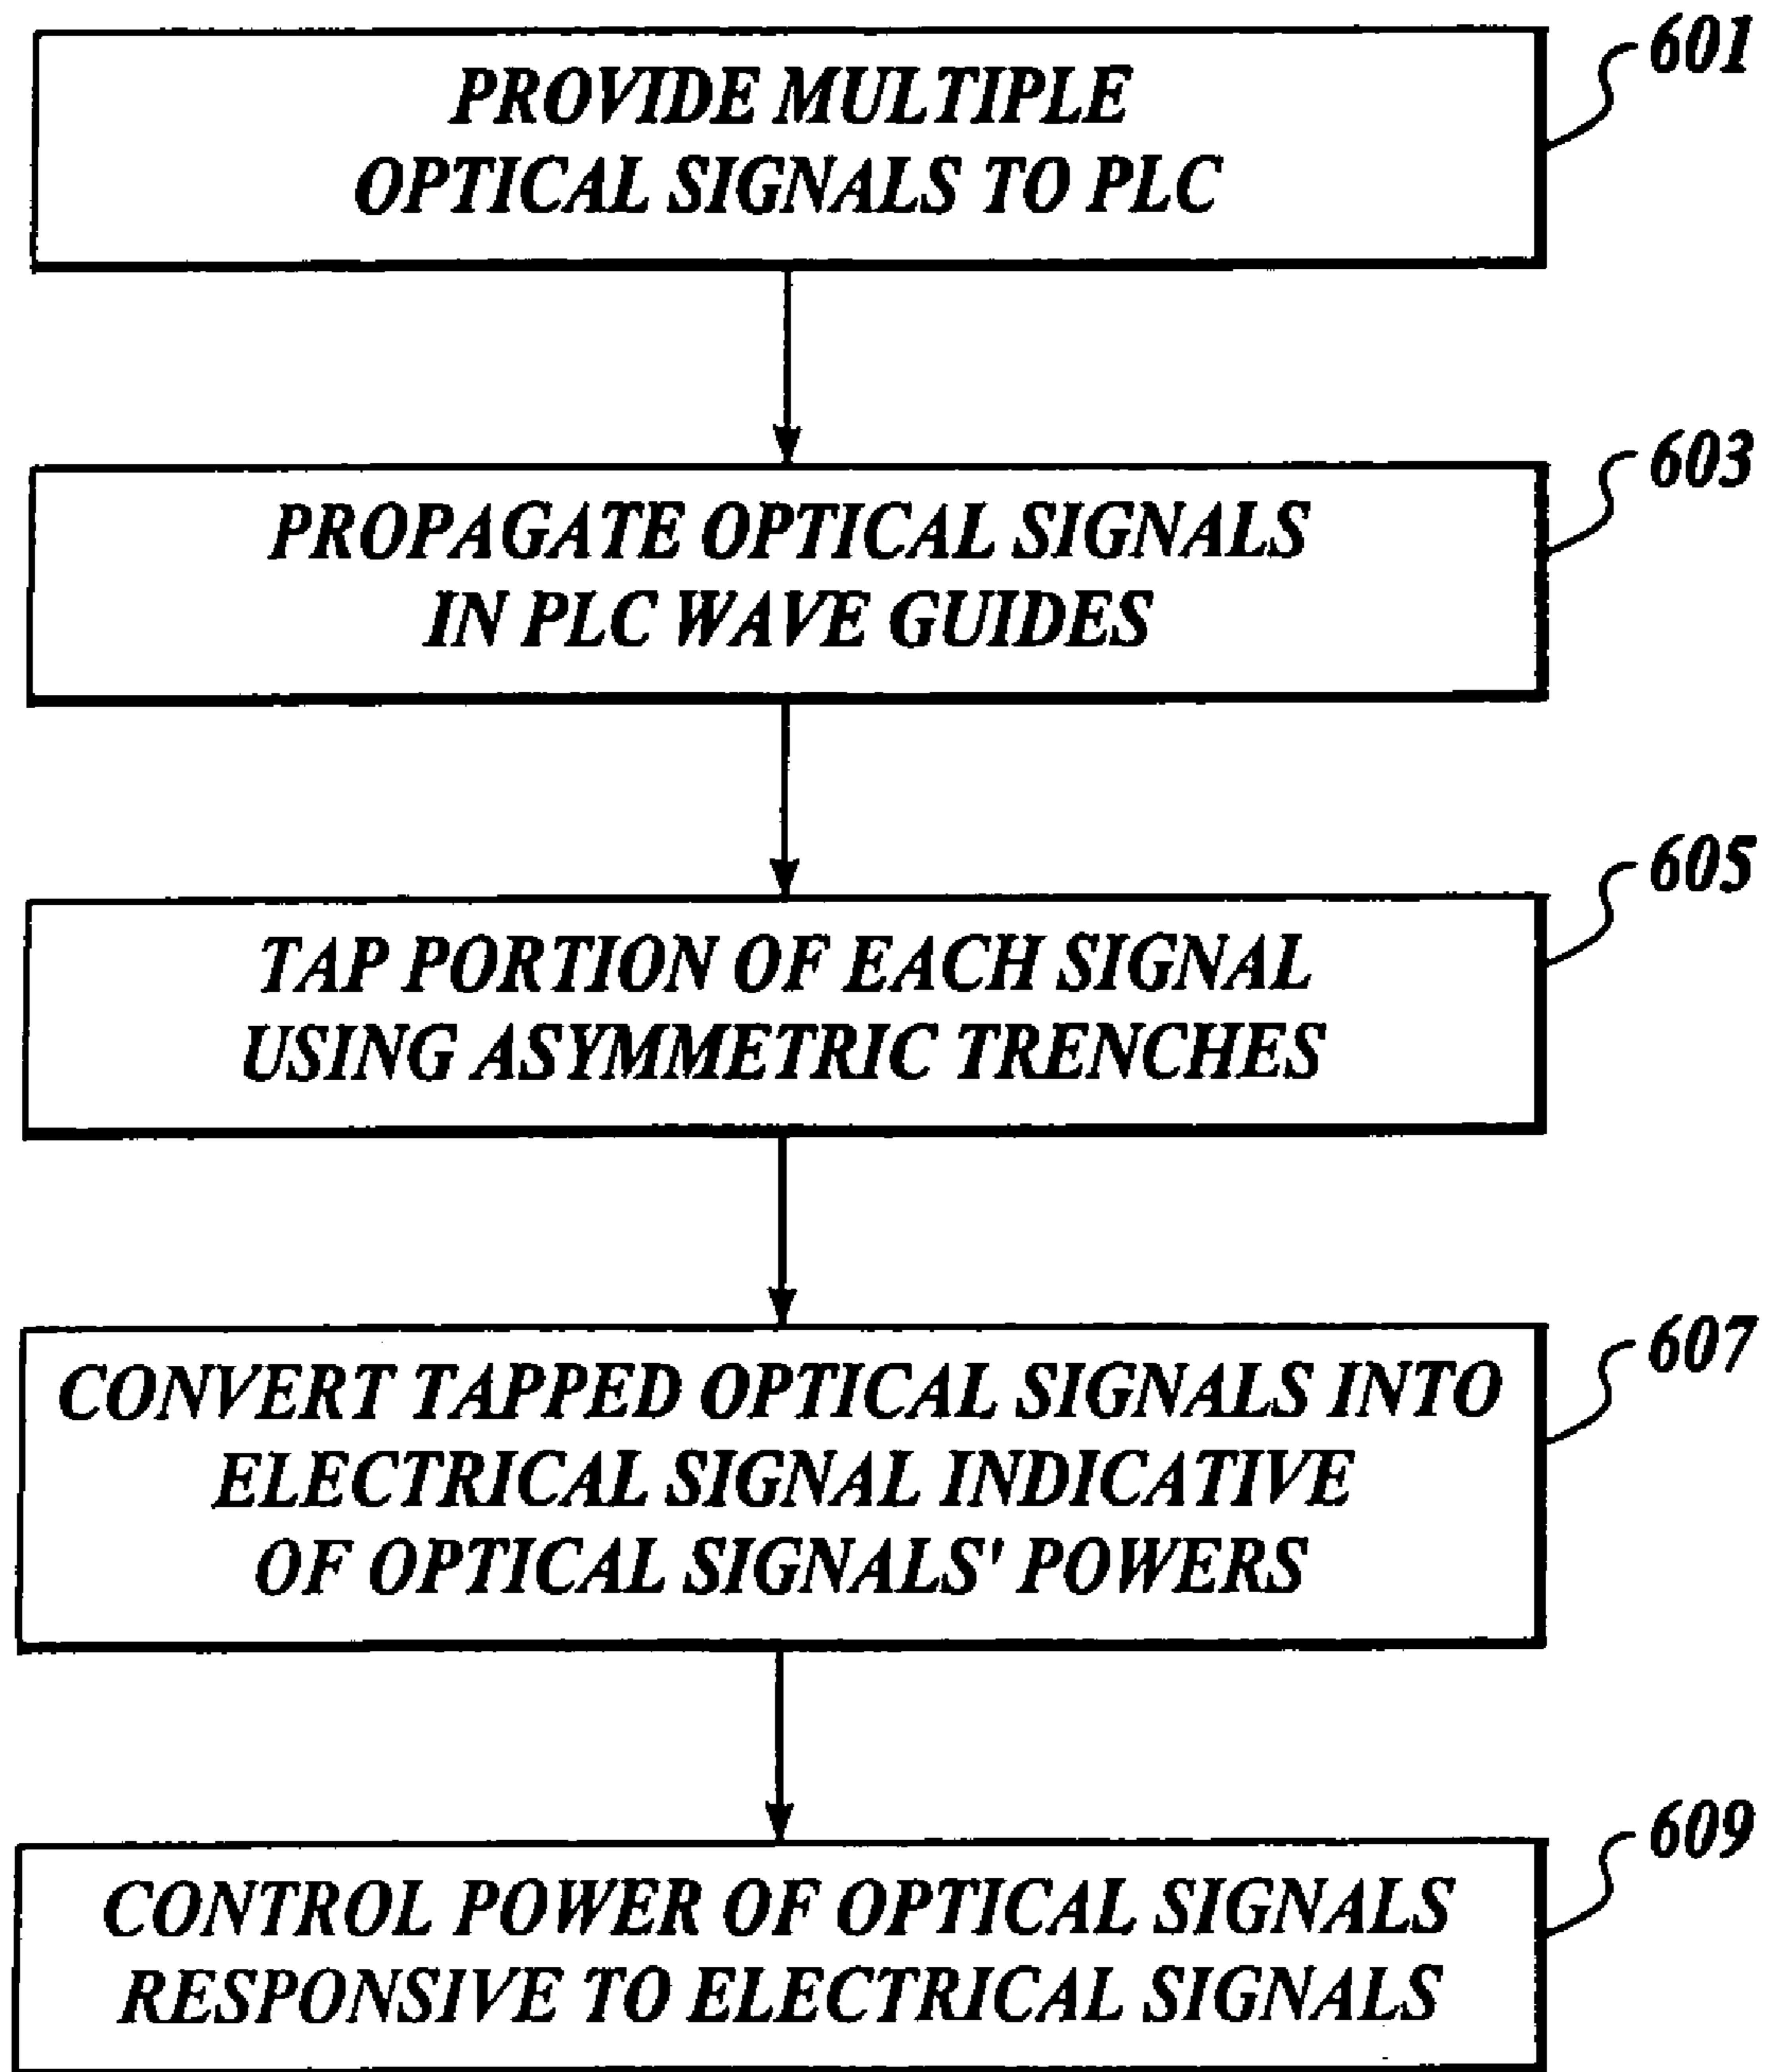 PROVIDE MULTIPLE
OPTICAL SIGNALS TO PLC
601
PROPAGATE OPTICAL SIGNALS
IN PLC WAVE GUIDES
603
TAP PORTION OF EACH SIGNAL
USING ASYMMETRIC TRENCHES
605
CONVERT TAPPED OPTICAL SIGNALS INTO
ELECTRICAL SIGNAL INDICATIVE
OF OPTICAL SIGNALS' POWERS
607
CONTROL POWER OF OPTICAL SIGNALS
RESPONSIVE TO ELECTRICAL SIGNALS
609